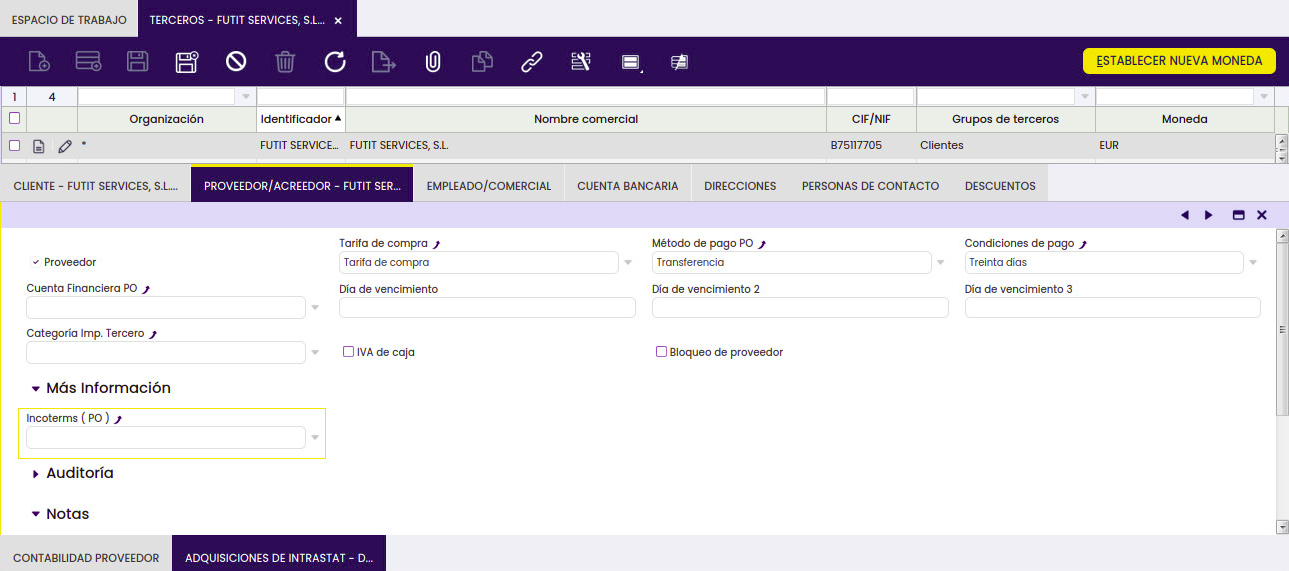 ESPACIO DE TRABAJO
TERCEROS - FUTIT SERVICES, S.L... ×
ESTABLECER NUEVA MONEDA
1 4
Organización Identificador Nombre comercial CIF/NIF Grupos de terceros Moneda
* FUTIT SERVICE... FUTIT SERVICES, S.L. B75117705 Clientes EUR
CLIENTE - FUTIT SERVICES, S.L....
PROVEEDOR/ACREEDOR - FUTIT SER...
EMPLEADO/COMERCIAL
CUENTA BANCARIA
DIRECCIONES
PERSONAS DE CONTACTO
DESCUENTOS
Tarifa de compra Método de pago PO Condiciones de pago
Proveedor Tarifa de compra Transferencia Treinta días
Cuenta Financiera PO Día de vencimiento Día de vencimiento 2 Día de vencimiento 3
Categoría Imp. Tercero
IVA de caja Bloqueo de proveedor
Más Información
Incoterms ( PO )
Auditoría
Notas
CONTABILIDAD PROVEEDOR
ADQUISICIONES DE INTRASTAT - D...